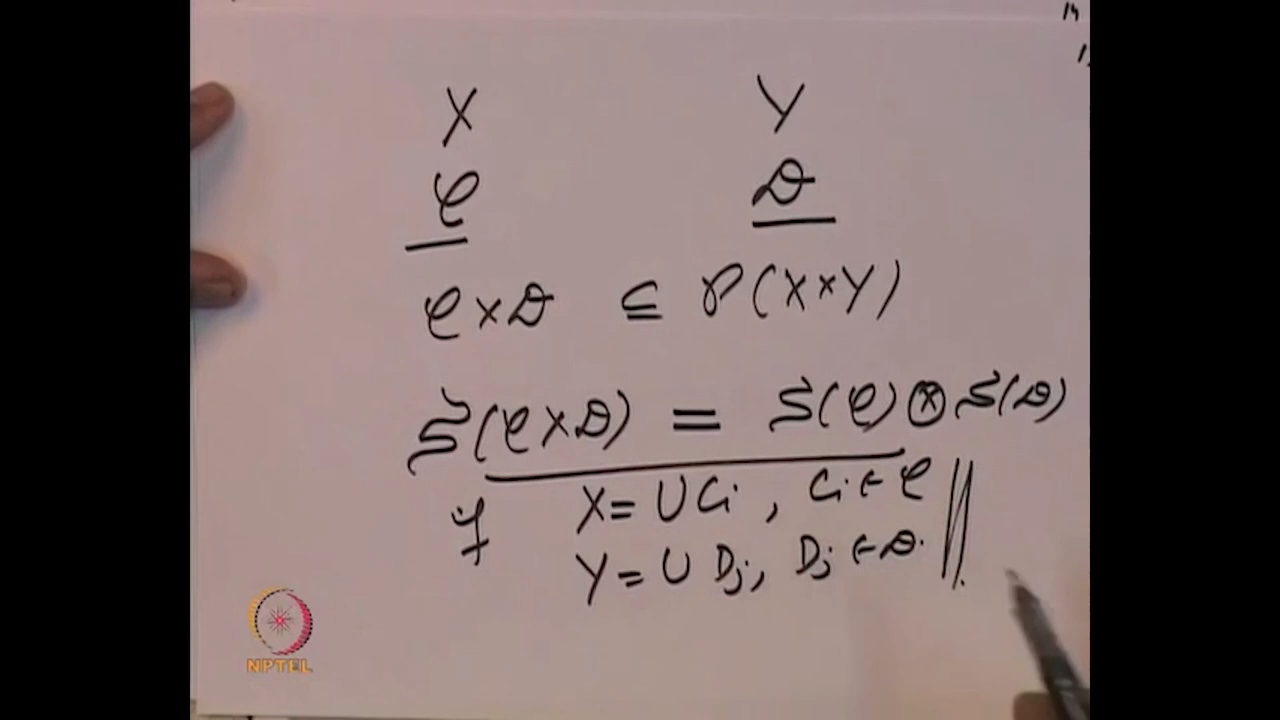 X Y
𝒞 𝒟
𝒞 × 𝒟 ⊆ 𝒫(X×Y)
S(𝒞×𝒟) = S(𝒞) ⊗ S(𝒟)
if X = ∪ Ci , Ci ∈ 𝒞
Y = ∪ Dj, Dj ∈ 𝒟.
NPTEL